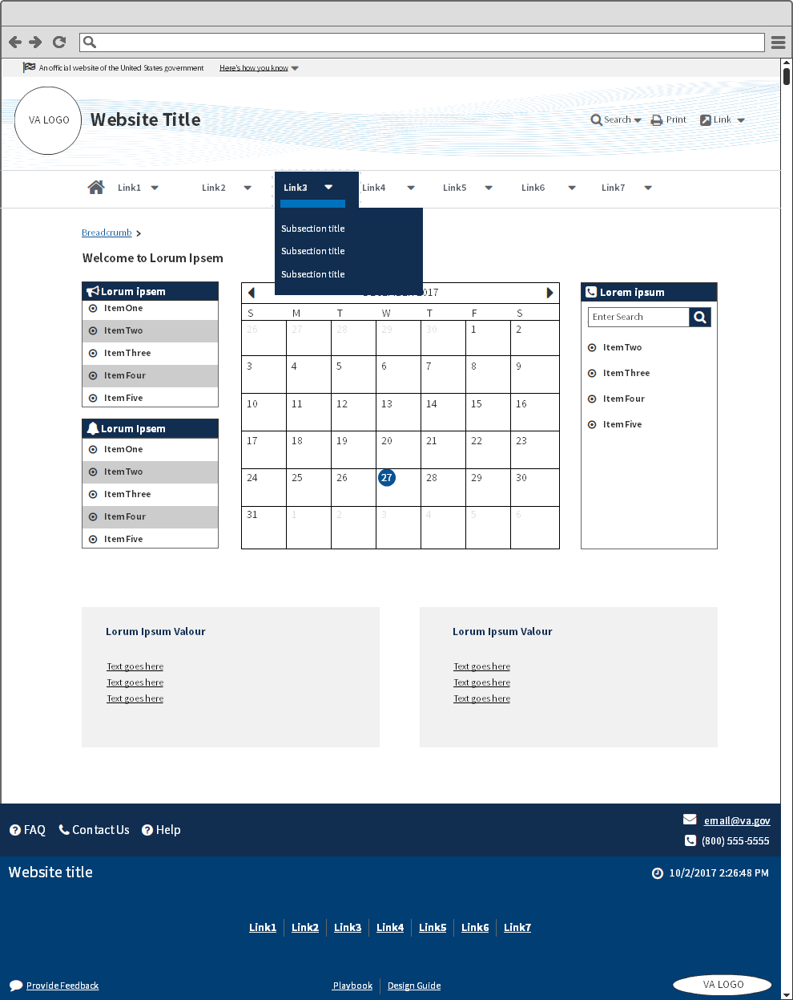 An official website of the United States government Here's how you know
VA LOGO
Website Title
Search Print Link
Link1 Link2 Link3 Link4 Link5 Link6 Link7
Subsection title
Subsection title
Subsection title
Breadcrumb
Welcome to Lorum Ipsem
Lorum ipsem
Item One
Item Two
Item Three
Item Four
Item Five
Lorum Ipsem
Item One
Item Two
Item Three
Item Four
Item Five
2017
S M T W T F S
26 27 28 29 30 1 2
3 4 5 6 7 8 9
10 11 12 13 14 15 16
17 18 19 20 21 22 23
24 25 26 27 28 29 30
31 1 2 3 4 5 6
Lorem ipsum
Enter Search
Item Two
Item Three
Item Four
Item Five
Lorum Ipsum Valour
Text goes here
Text goes here
Text goes here
Lorum Ipsum Valour
Text goes here
Text goes here
Text goes here
FAQ Contact Us Help
email@va.gov
(800) 555-5555
Website title
10/2/2017 2:26:48 PM
Link1 Link2 Link3 Link4 Link5 Link6 Link7
Provide Feedback
Playbook Design Guide
VA LOGO